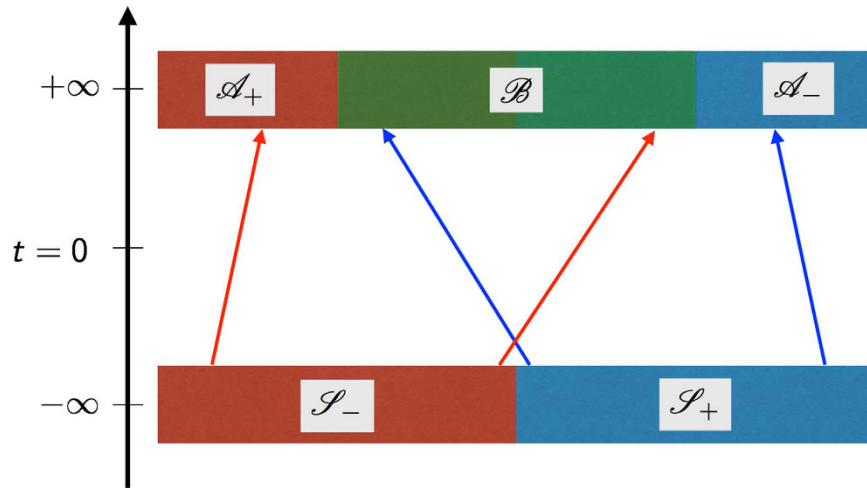 +∞ 𝒜₊ ℬ 𝒜₋
t = 0
−∞ 𝒮₋ 𝒮₊